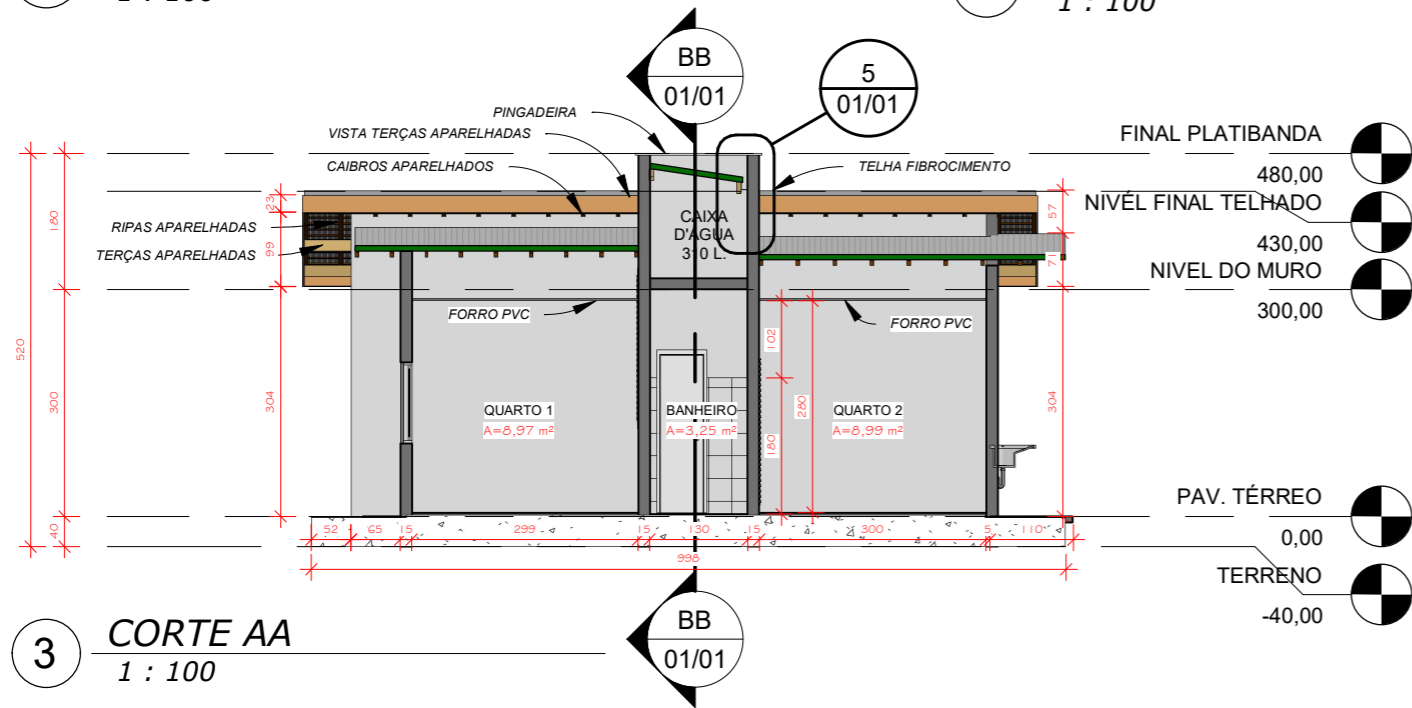 1 : 100
1 : 100
BB
01/01
5
01/01
PINGADEIRA
VISTA TERÇAS APARELHADAS
CAIBROS APARELHADOS
TELHA FIBROCIMENTO
RIPAS APARELHADAS
TERÇAS APARELHADAS
CAIXA
D'AGUA
310 L.
FORRO PVC
FORRO PVC
QUARTO 1
A=8,97 m²
BANHEIRO
A=3,25 m²
QUARTO 2
A=8,99 m²
FINAL PLATIBANDA
480,00
NIVÉL FINAL TELHADO
430,00
NIVEL DO MURO
300,00
PAV. TÉRREO
0,00
TERRENO
-40,00
520
180
300
40
23
99
304
102
180
280
57
304
52
65
15
299
15
130
15
300
110
998
3
CORTE AA
1 : 100
BB
01/01